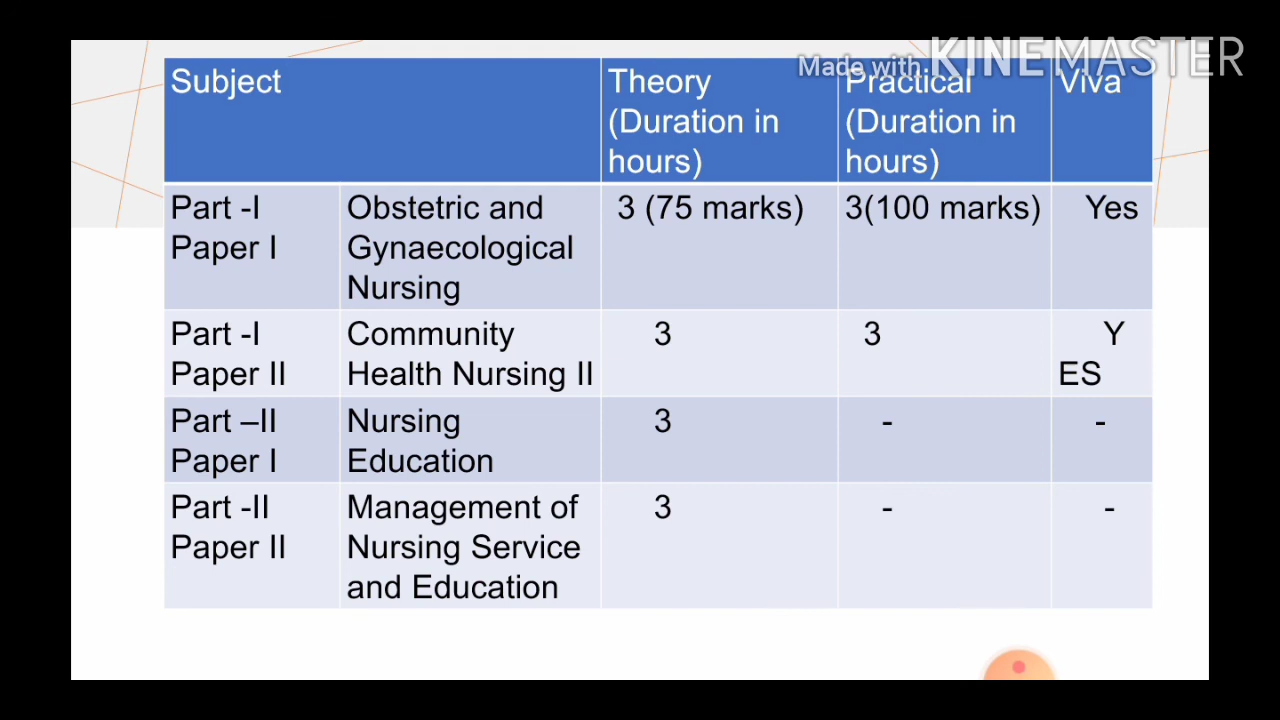 Made with KINEMASTER
Subject
Theory
(Duration in
hours)
Practical
(Duration in
hours)
Viva
Part -I
Paper I
Obstetric and
Gynaecological
Nursing
3 (75 marks)
3(100 marks)
Yes
Part -I
Paper II
Community
Health Nursing II
3
3
Y
ES
Part –II
Paper I
Nursing
Education
3
-
-
Part -II
Paper II
Management of
Nursing Service
and Education
3
-
-